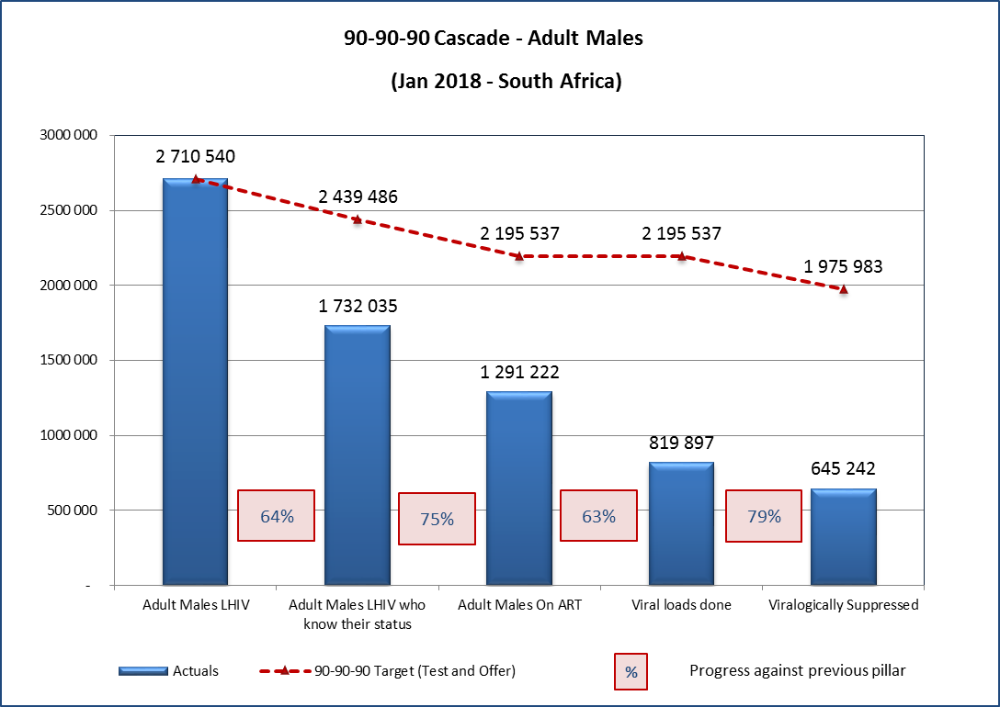 90-90-90 Cascade - Adult Males
(Jan 2018 - South Africa)
3000 000
2500 000
2000 000
1500 000
1000 000
500 000
-
2 710 540
2 439 486
2 195 537
2 195 537
1 975 983
1 732 035
1 291 222
819 897
645 242
64%
75%
63%
79%
Adult Males LHIV
Adult Males LHIV who
know their status
Adult Males On ART
Viral loads done
Viralogically Suppressed
Actuals
90-90-90 Target (Test and Offer)
%
Progress against previous pillar